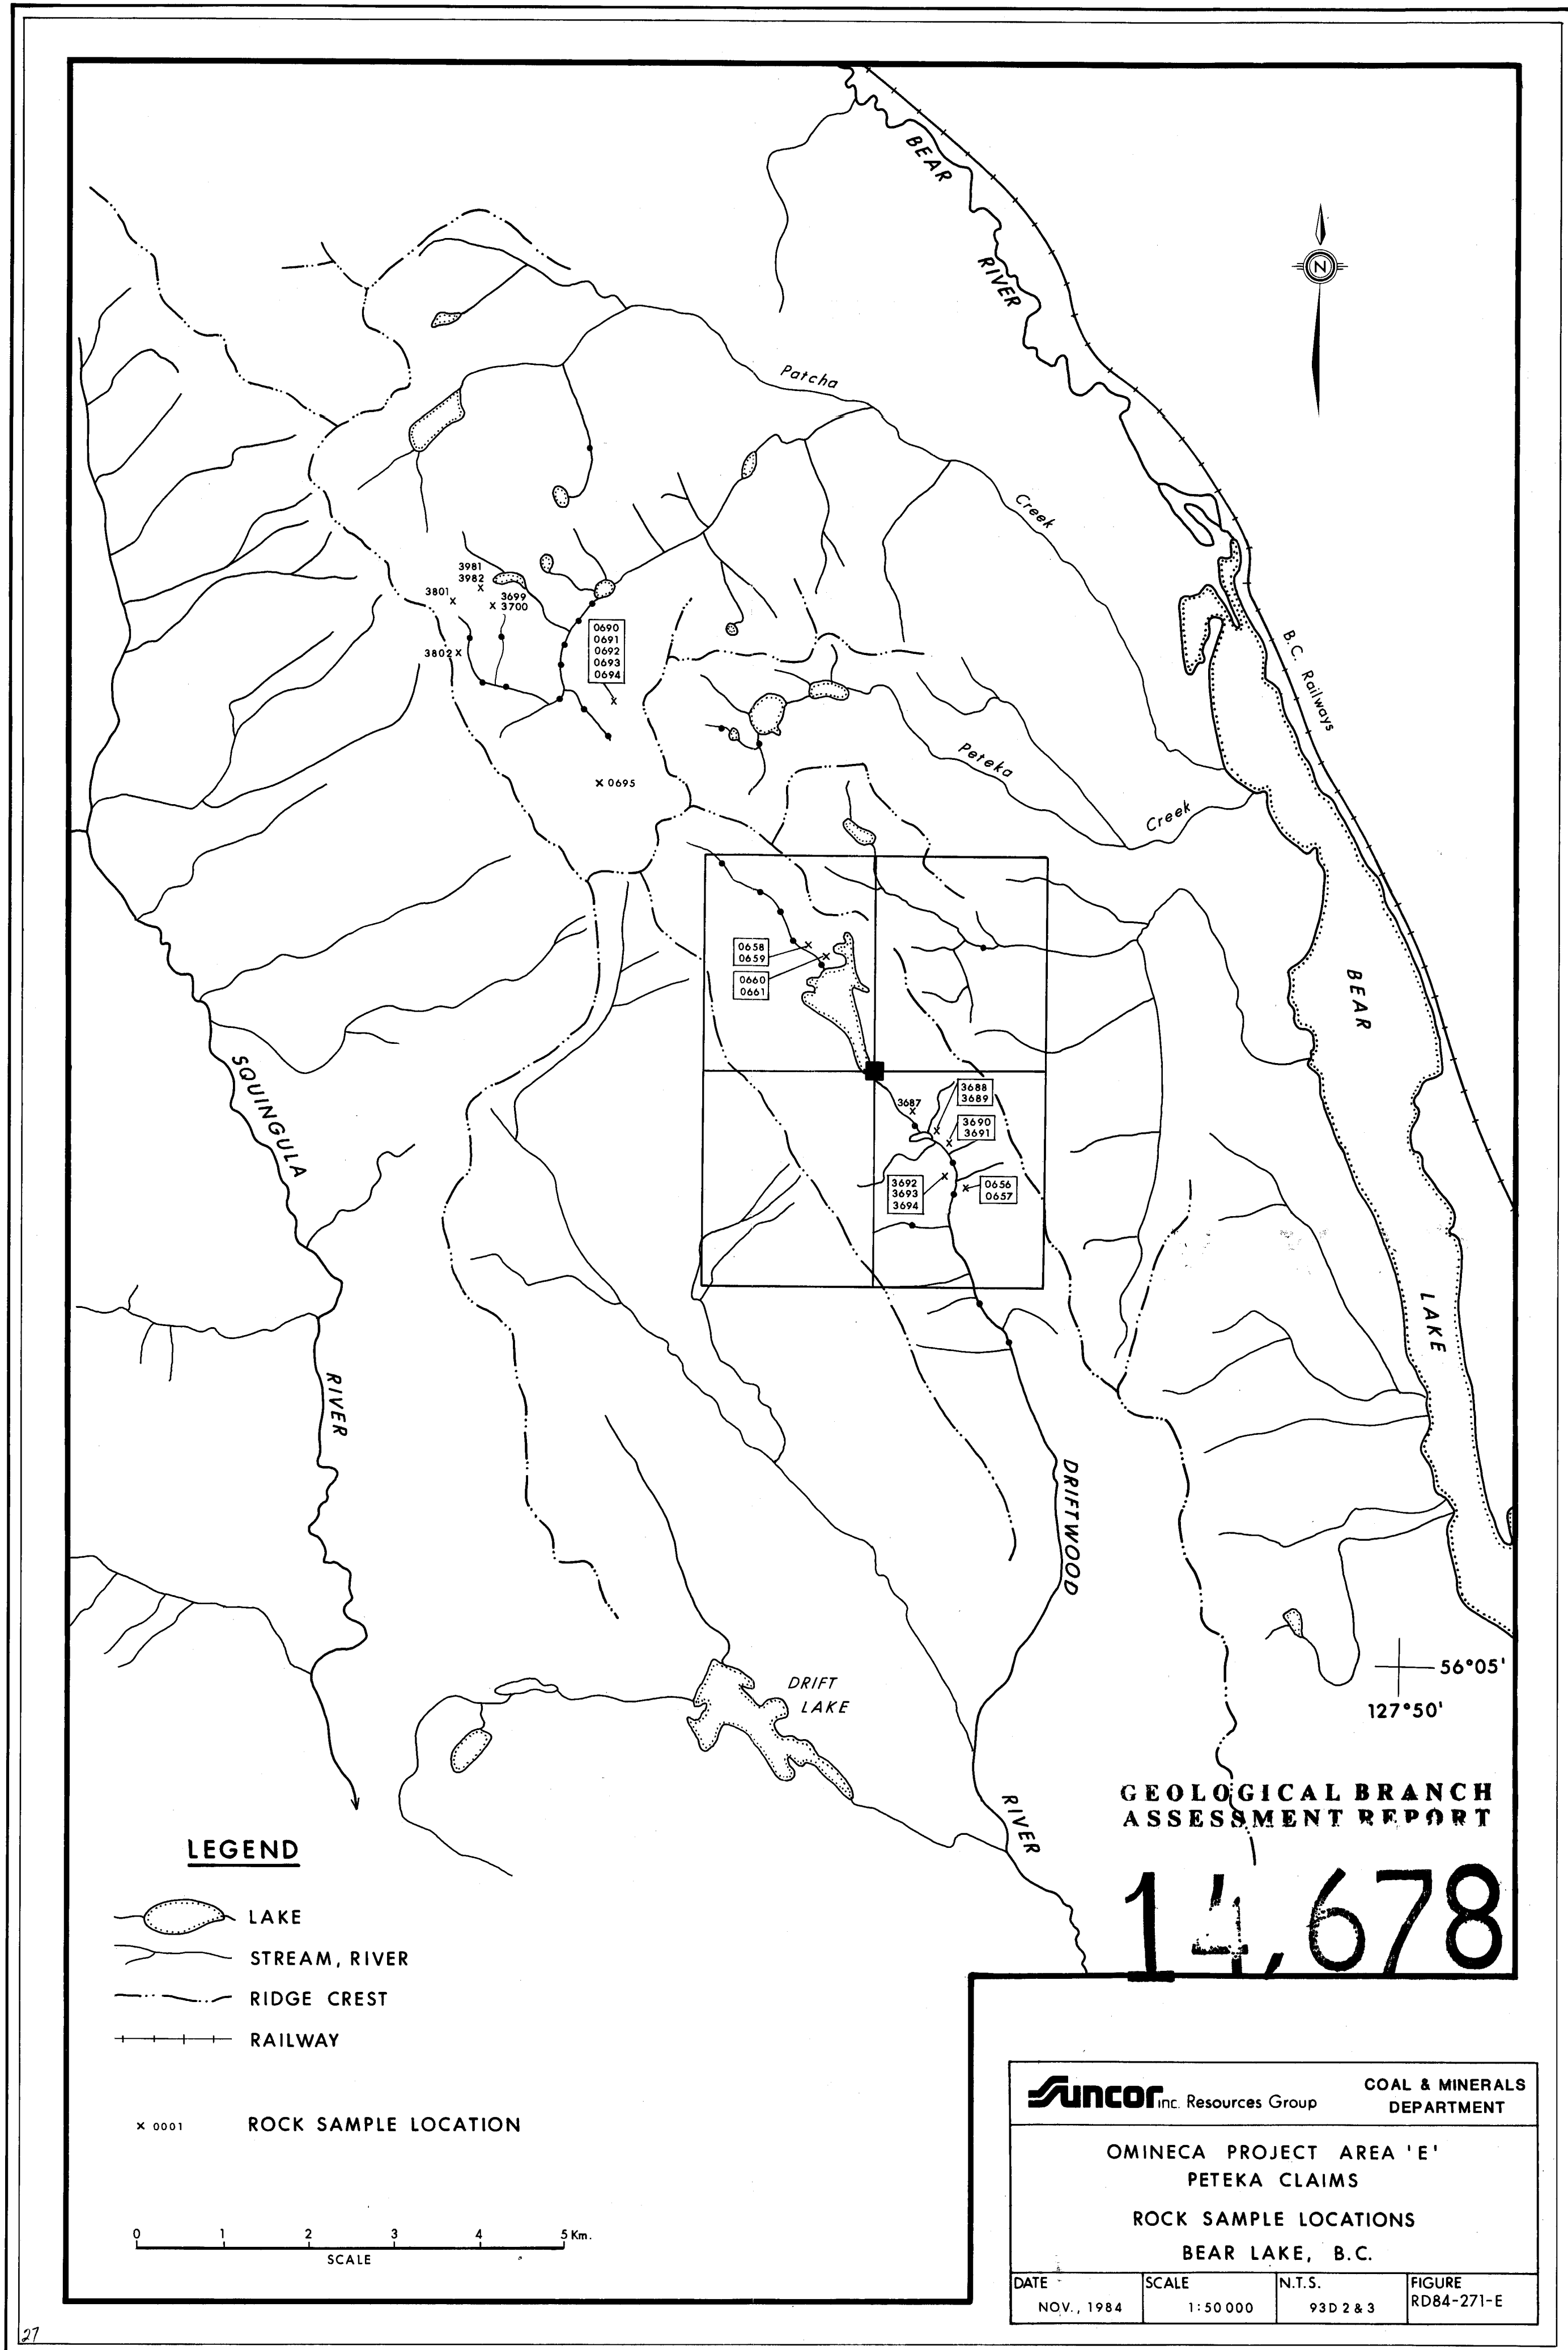 BEAR
RIVER
N
Patcha
Creek
3981
3982
3801
3699
3700
3802
0690
0691
0692
0693
0694
B.C. Railways
Peteka
Creek
0695
0658
0659
0660
0661
BEAR
LAKE
SQUINGULA
RIVER
3687
3688
3689
3690
3691
3692
3693
3694
0656
0657
DRIFTWOOD
RIVER
DRIFT
LAKE
56°05'
127°50'
GEOLOGICAL BRANCH
ASSESSMENT REPORT
14,678
LEGEND
LAKE
STREAM, RIVER
RIDGE CREST
RAILWAY
x 0001 ROCK SAMPLE LOCATION
0 1 2 3 4 5 Km.
SCALE
Suncor Inc. Resources Group
COAL & MINERALS
DEPARTMENT
OMINECA PROJECT AREA 'E'
PETEKA CLAIMS
ROCK SAMPLE LOCATIONS
BEAR LAKE, B.C.
DATE
NOV., 1984
SCALE
1:50 000
N.T.S.
93D 2 & 3
FIGURE
RD84-271-E
27